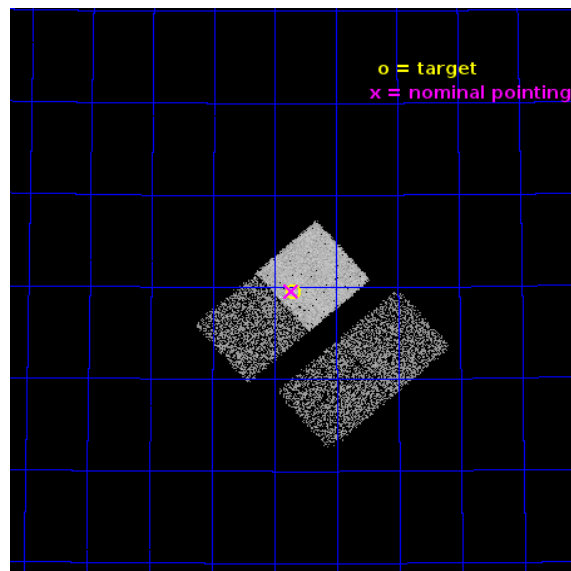 o = target
x = nominal pointing